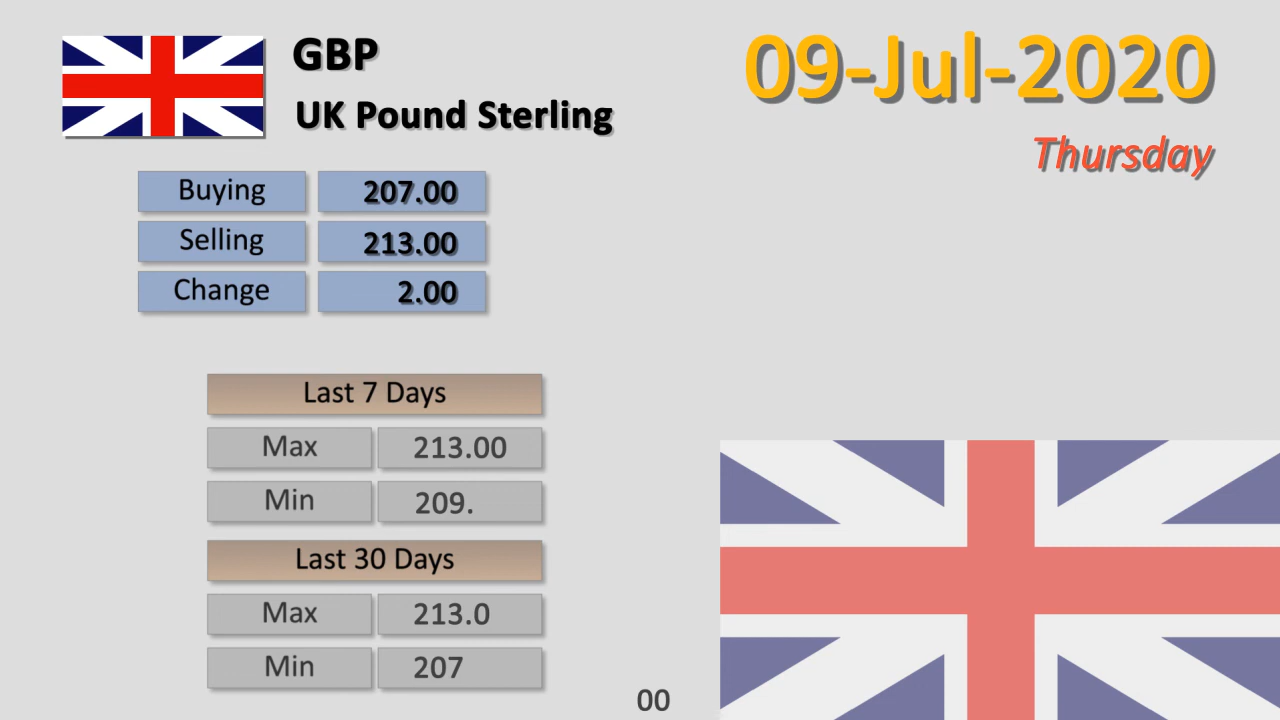 GBP
UK Pound Sterling
09-Jul-2020
Thursday
Buying 207.00
Selling 213.00
Change 2.00
Last 7 Days
Max 213.00
Min 209.
Last 30 Days
Max 213.0
Min 207
00